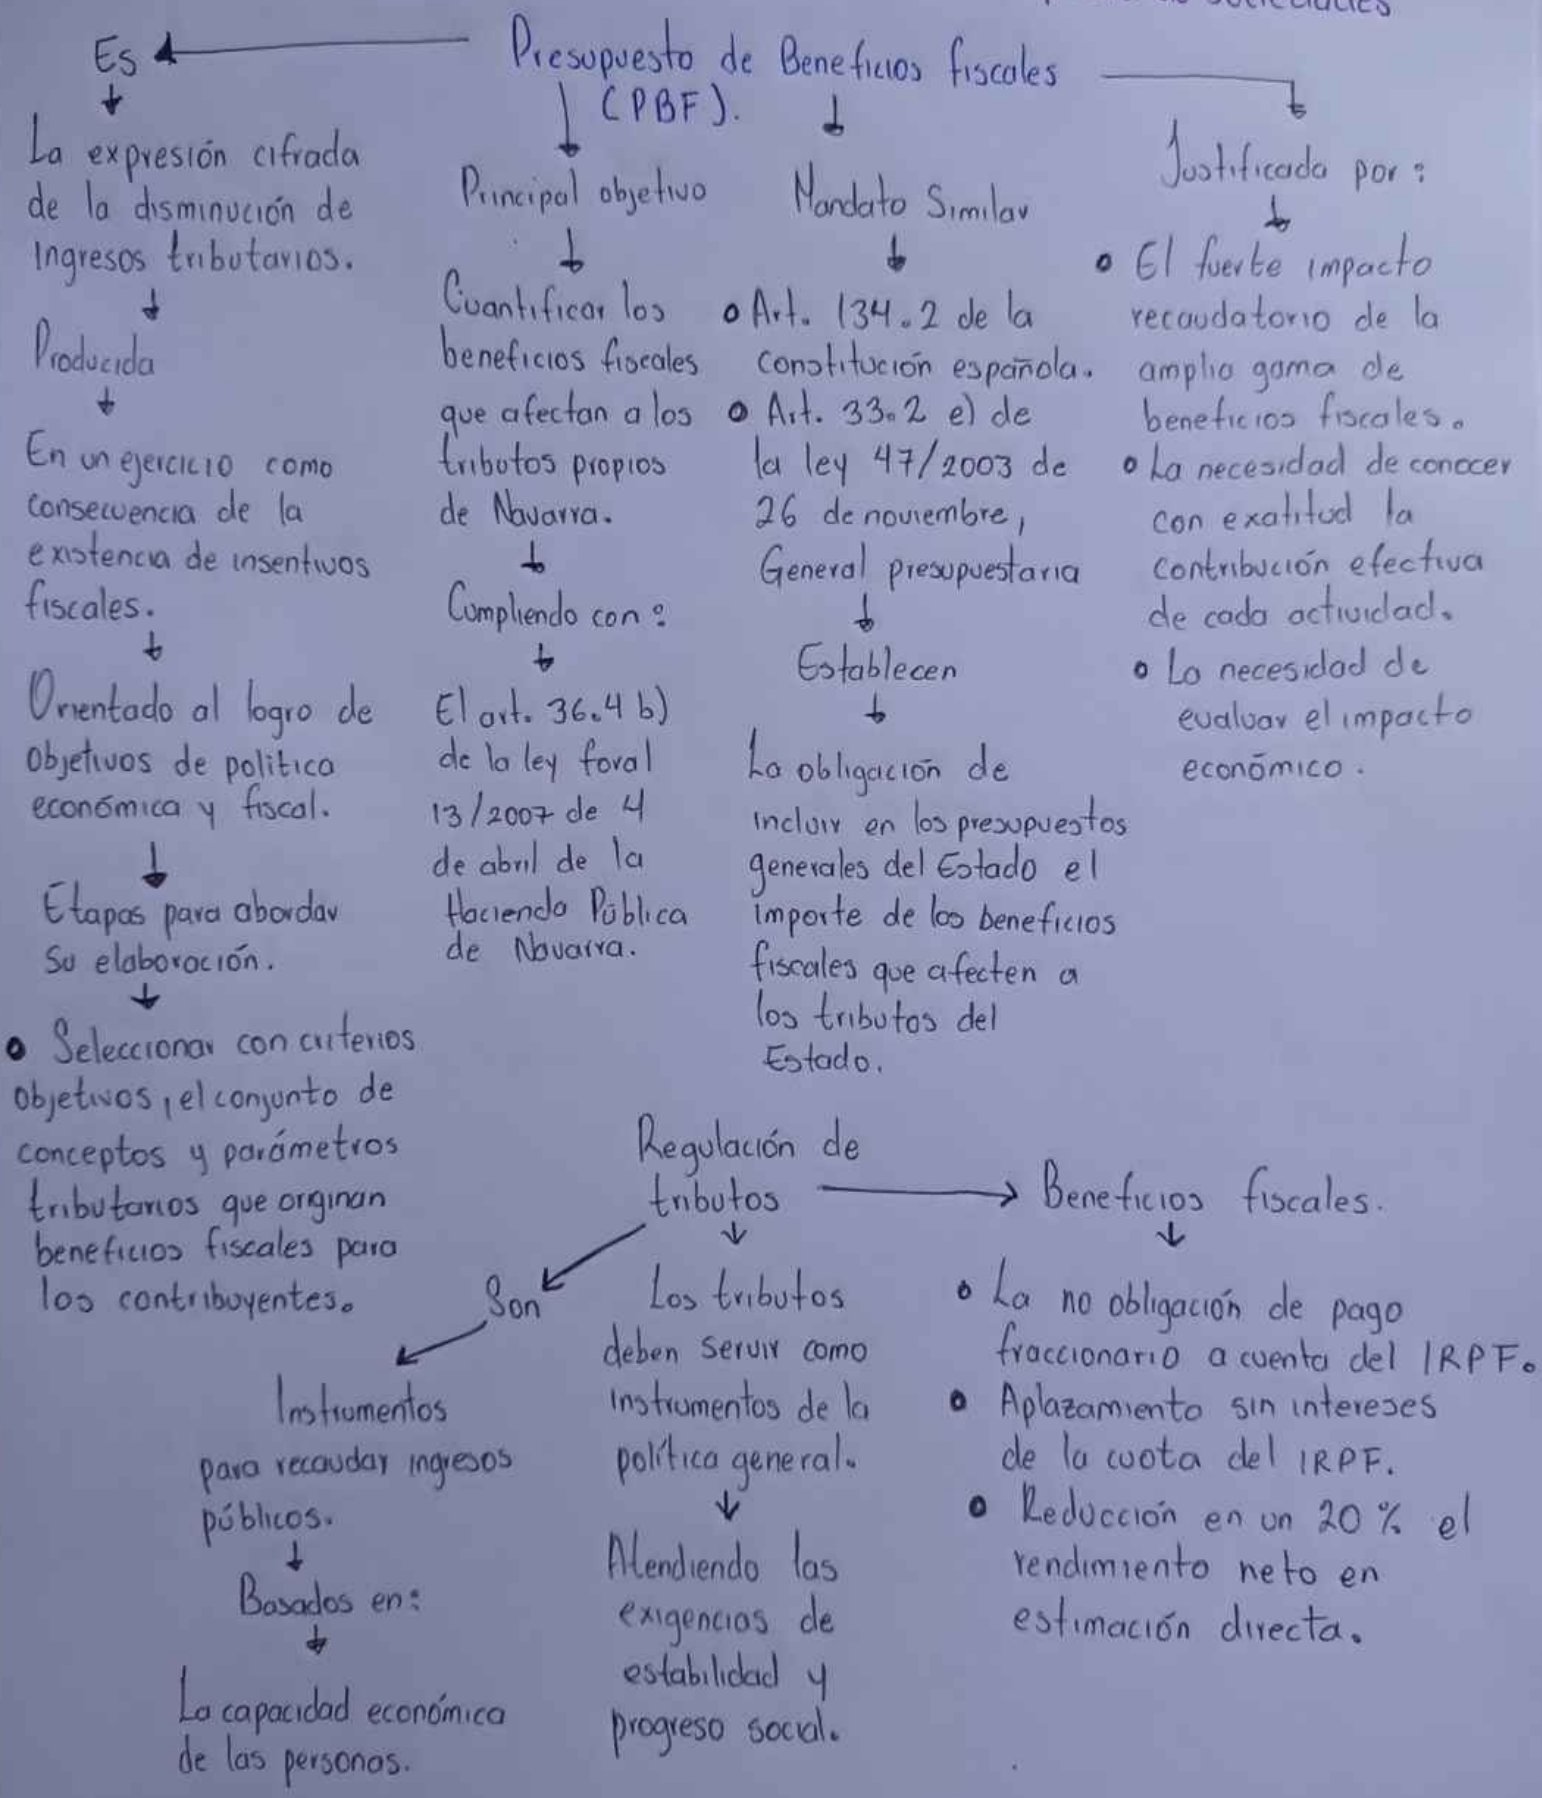 sociedades
Presupuesto de Beneficios fiscales
(PBF).
Es
La expresión cifrada
de la disminución de
Ingresos tributarios.
Producida
En un ejercicio como
consecuencia de la
existencia de insentivos
fiscales.
Orientado al logro de
objetivos de politica
económica y fiscal.
Etapas para abordar
su elaboración.
• Seleccionar con criterios
objetivos, el conjunto de
conceptos y parámetros
tributarios que originan
beneficios fiscales para
los contribuyentes.
Principal objetivo
Cuantificar los
beneficios fiscales
que afectan a los
tributos propios
de Navarra.
Cumpliendo con:
El art. 36.4 b)
de la ley foral
13/2007 de 4
de abril de la
Hacienda Pública
de Navarra.
Mandato Similar
• Art. 134.2 de la
constitución española.
• Art. 33.2 e) de
la ley 47/2003 de
26 de noviembre,
General presupuestaria
Establecen
La obligación de
incluir en los presupuestos
generales del Estado el
importe de los beneficios
fiscales que afecten a
los tributos del
Estado.
Justificada por:
• El fuerte impacto
recaudatorio de la
amplia gama de
beneficios fiscales.
• La necesidad de conocer
con exatitud la
contribución efectiva
de cada actividad.
• La necesidad de
evaluar el impacto
económico.
Regulación de
tributos
Son
Instrumentos
para recaudar ingresos
públicos.
Basados en:
La capacidad económica
de las personas.
Los tributos
deben servir como
instrumentos de la
política general.
Atendiendo las
exigencias de
estabilidad y
progreso social.
Beneficios fiscales.
• La no obligación de pago
fraccionario a cuenta del IRPF.
• Aplazamiento sin intereses
de la cuota del IRPF.
• Reducción en un 20 % el
rendimiento neto en
estimación directa.